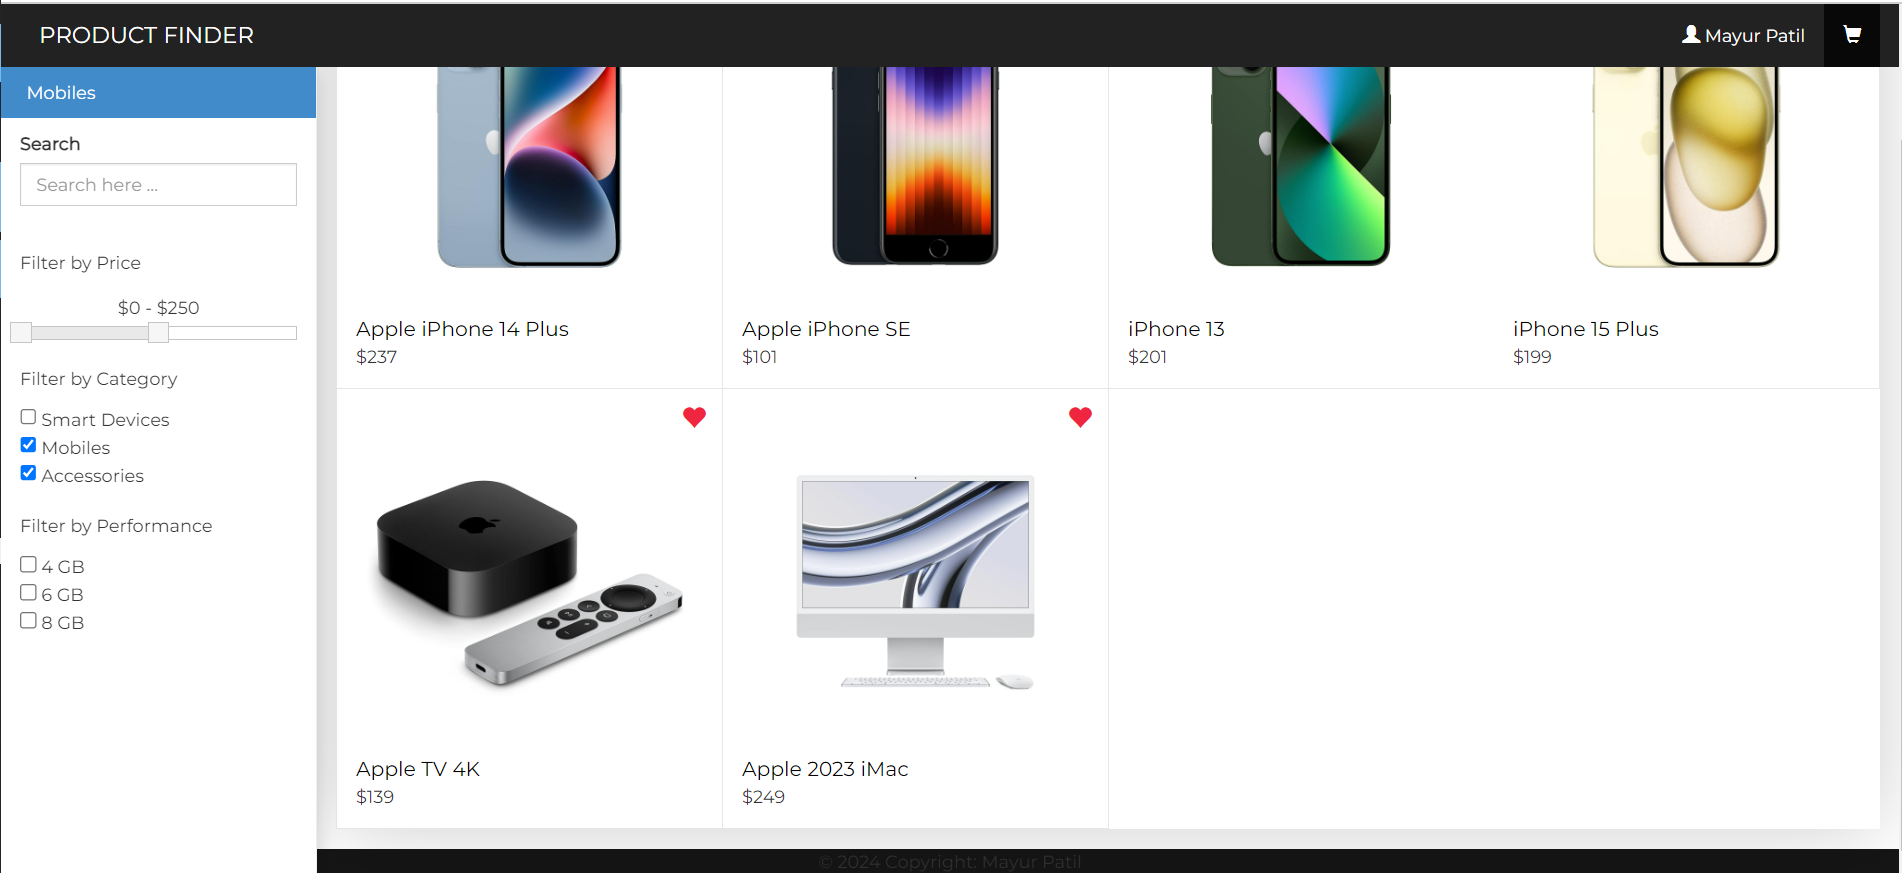 PRODUCT FINDER
Mayur Patil
Mobiles
Search
Search here ...
Filter by Price
$0 - $250
Filter by Category
Smart Devices
Mobiles
Accessories
Filter by Performance
4 GB
6 GB
8 GB
Apple iPhone 14 Plus
$237
Apple iPhone SE
$101
iPhone 13
$201
iPhone 15 Plus
$199
Apple TV 4K
$139
Apple 2023 iMac
$249
© 2024 Copyright: Mayur Patil